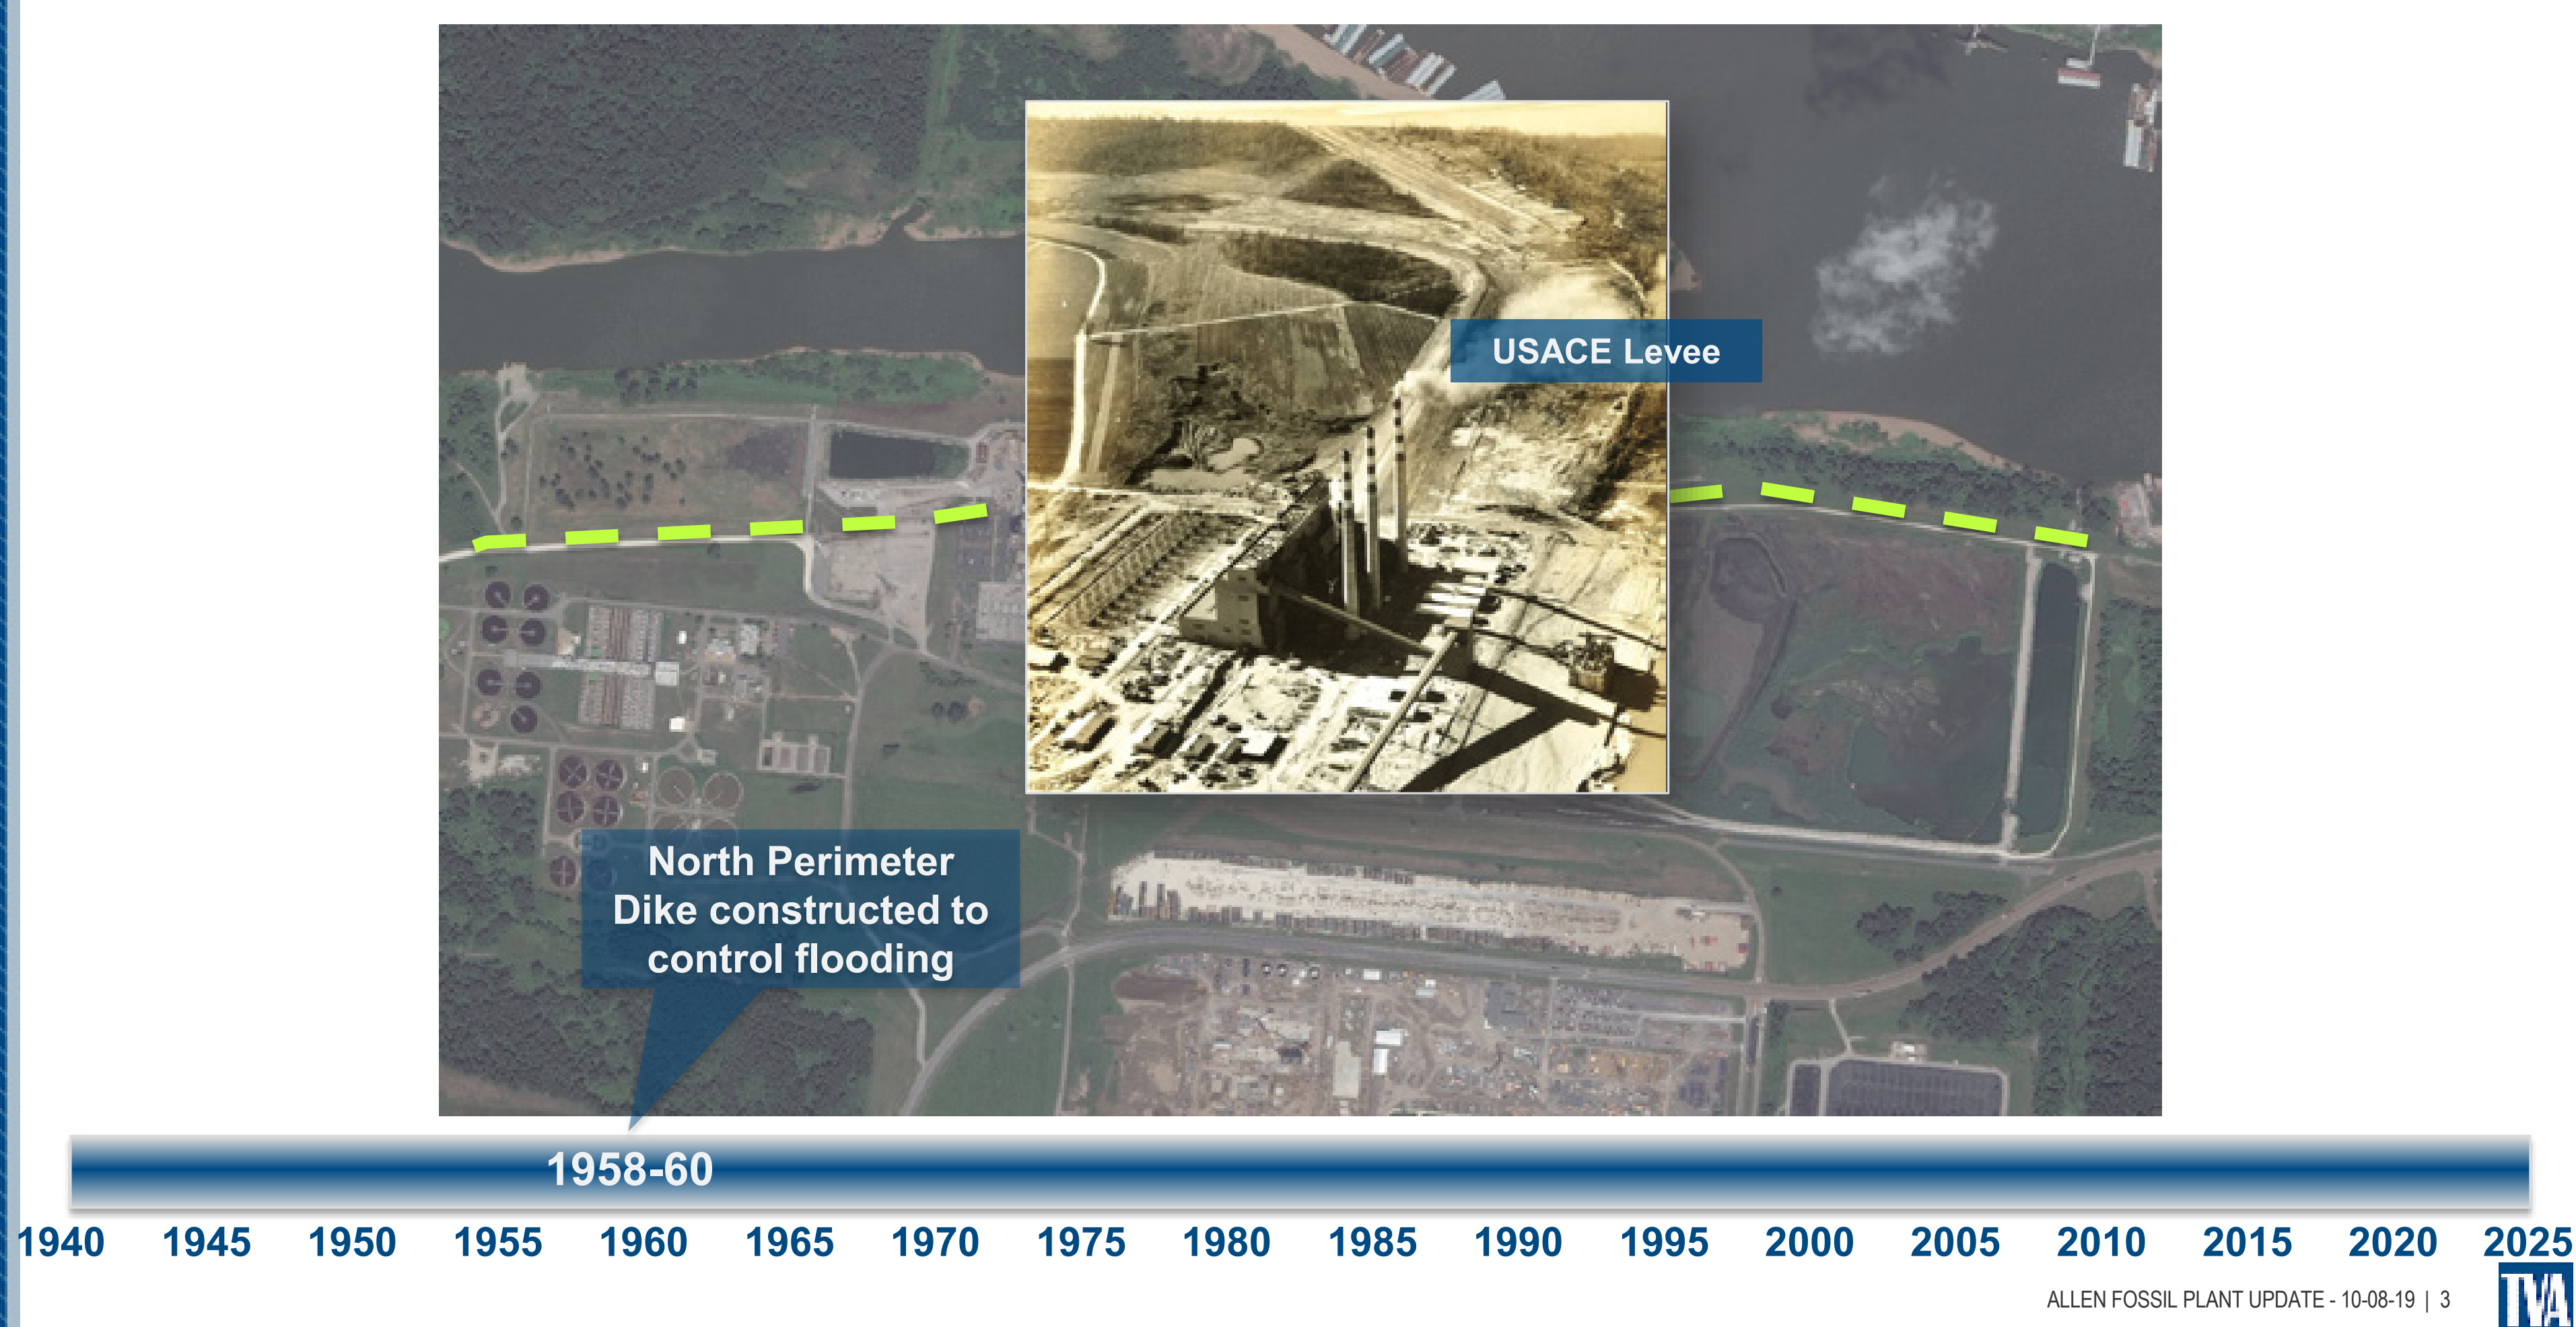 USACE Levee
North Perimeter
Dike constructed to
control flooding
1958-60
1940 1945 1950 1955 1960 1965 1970 1975 1980 1985 1990 1995 2000 2005 2010 2015 2020 2025
ALLEN FOSSIL PLANT UPDATE - 10-08-19 | 3
TVA